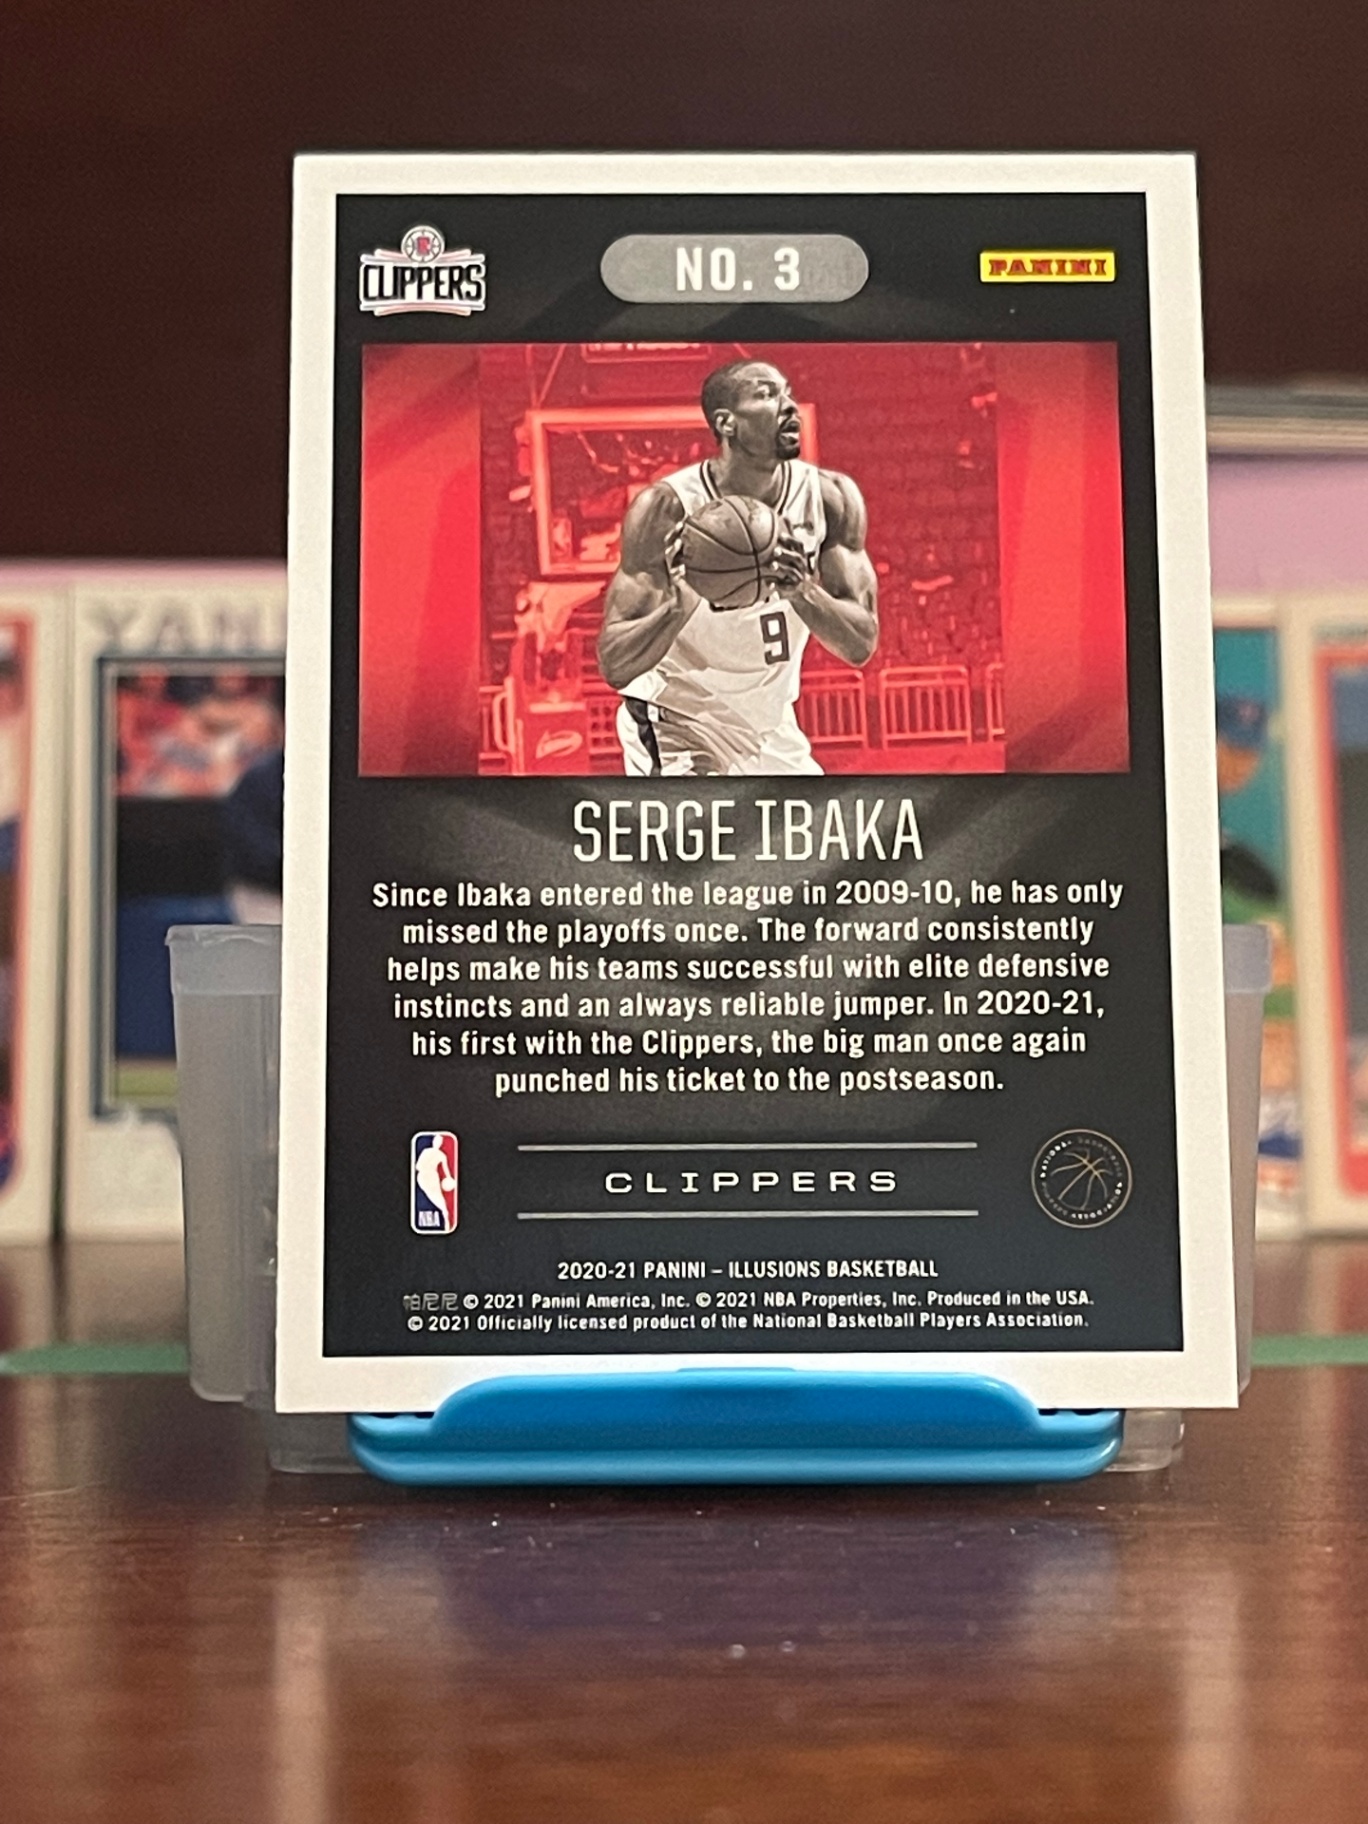 CLIPPERS
NO. 3
PANINI
9
SERGE IBAKA
Since Ibaka entered the league in 2009-10, he has only
missed the playoffs once. The forward consistently
helps make his teams successful with elite defensive
instincts and an always reliable jumper. In 2020-21,
his first with the Clippers, the big man once again
punched his ticket to the postseason.
NBA
CLIPPERS
2020-21 PANINI – ILLUSIONS BASKETBALL
帕尼尼 © 2021 Panini America, Inc. © 2021 NBA Properties, Inc. Produced in the USA.
© 2021 Officially licensed product of the National Basketball Players Association.